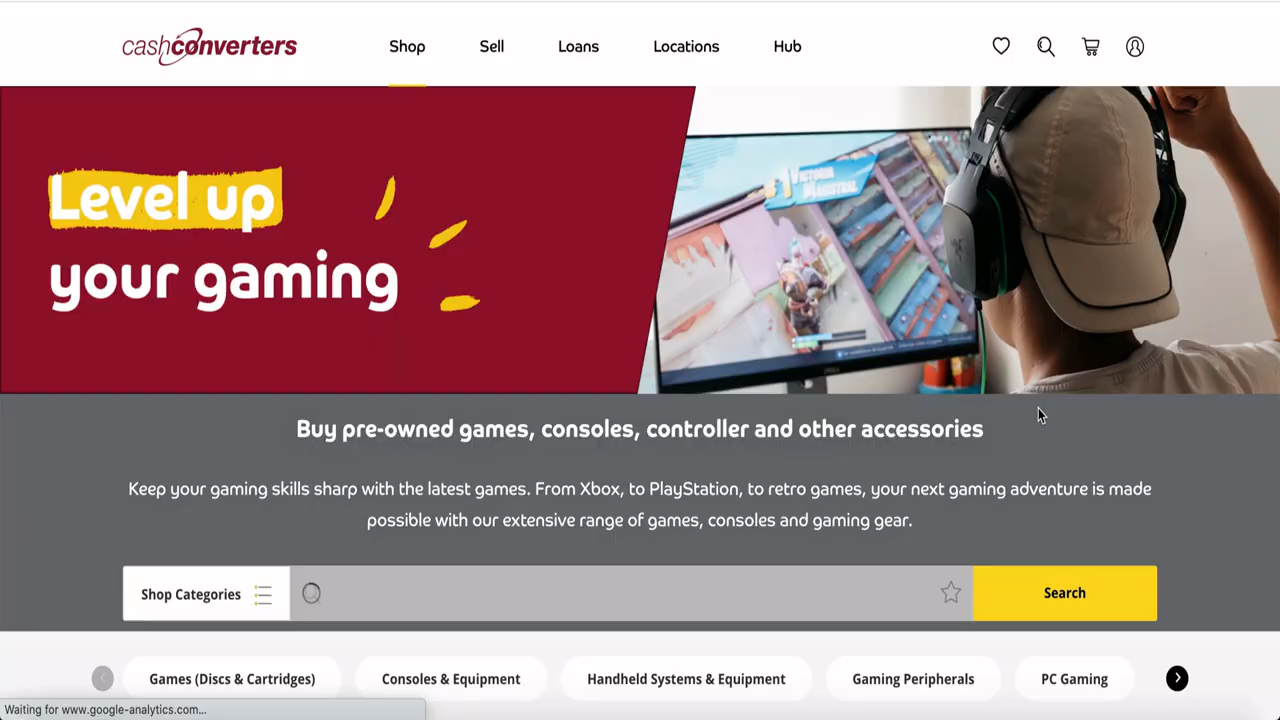 cashconverters
Shop
Sell
Loans
Locations
Hub
Level up
your gaming
VICTORIA
MAGISTRAL
Buy pre-owned games, consoles, controller and other accessories
Keep your gaming skills sharp with the latest games. From Xbox, to PlayStation, to retro games, your next gaming adventure is made
possible with our extensive range of games, consoles and gaming gear.
Shop Categories
Search
Games (Discs & Cartridges)
Consoles & Equipment
Handheld Systems & Equipment
Gaming Peripherals
PC Gaming
Waiting for www.google-analytics.com...